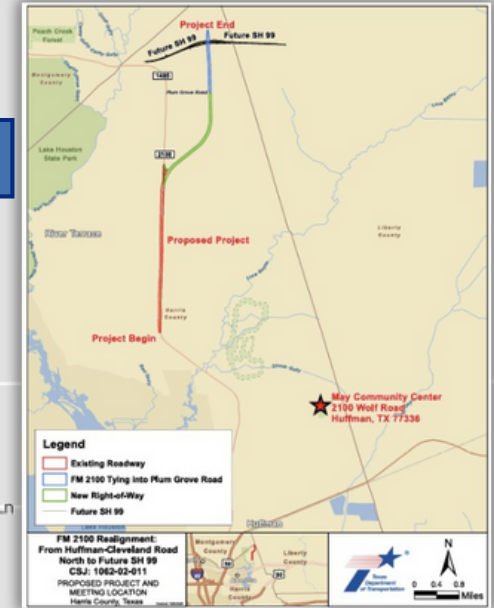 Project End
Future SH 99
Future SH 99
Peach Creek
Forest
Montgomery
County
1485
Plum Grove Road
Lake Houston
State Park
2100
River Terrace
Liberty
County
Proposed Project
Harris
County
Project Begin
May Community Center
2100 Wolf Road
Huffman, TX 77336
Legend
Existing Roadway
FM 2100 Tying into Plum Grove Road
New Right-of-Way
Future SH 99
Huffman
FM 2100 Realignment:
From Huffman-Cleveland Road
North to Future SH 99
CSJ: 1062-02-011
PROPOSED PROJECT AND
MEETING LOCATION
Harris County, Texas
Montgomery
County
Liberty
County
Harris
County
Texas
Department
of Transportation
N
0 0.4 0.8
Miles